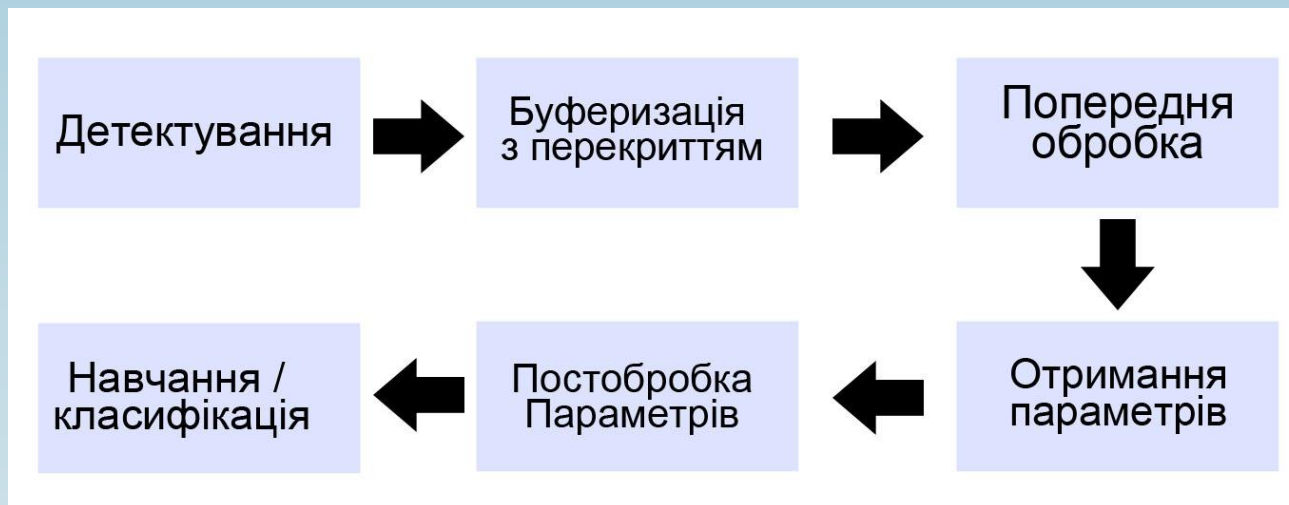 Детектування
Буферизація
з перекриттям
Попередня
обробка
Отримання
параметрів
Постобробка
Параметрів
Навчання /
класифікація